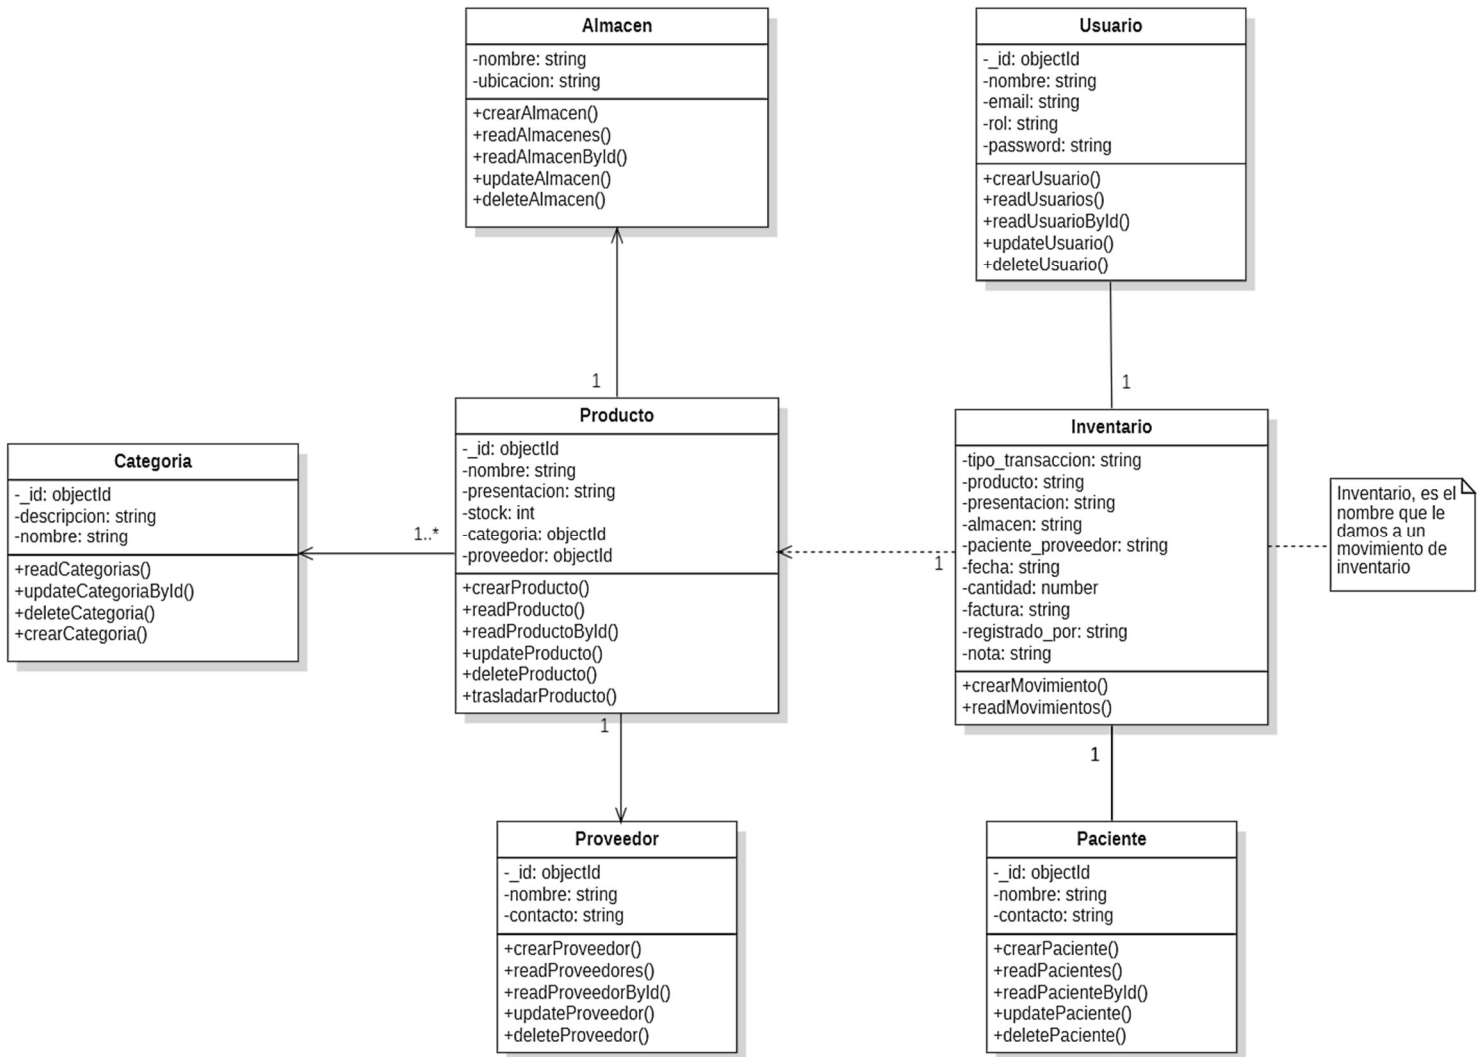 Almacen
-nombre: string
-ubicacion: string
+crearAlmacen()
+readAlmacenes()
+readAlmacenById()
+updateAlmacen()
+deleteAlmacen()
Usuario
-_id: objectId
-nombre: string
-email: string
-rol: string
-password: string
+crearUsuario()
+readUsuarios()
+readUsuarioById()
+updateUsuario()
+deleteUsuario()
1
1
Categoria
-_id: objectId
-descripcion: string
-nombre: string
+readCategorias()
+updateCategoriaById()
+deleteCategoria()
+crearCategoria()
1..*
Producto
-_id: objectId
-nombre: string
-presentacion: string
-stock: int
-categoria: objectId
-proveedor: objectId
+crearProducto()
+readProducto()
+readProductoById()
+updateProducto()
+deleteProducto()
+trasladarProducto()
1
Inventario
-tipo_transaccion: string
-producto: string
-presentacion: string
-almacen: string
-paciente_proveedor: string
-fecha: string
-cantidad: number
-factura: string
-registrado_por: string
-nota: string
+crearMovimiento()
+readMovimientos()
Inventario, es el
nombre que le
damos a un
movimiento de
inventario
1
1
Proveedor
-_id: objectId
-nombre: string
-contacto: string
+crearProveedor()
+readProveedores()
+readProveedorById()
+updateProveedor()
+deleteProveedor()
Paciente
-_id: objectId
-nombre: string
-contacto: string
+crearPaciente()
+readPacientes()
+readPacienteById()
+updatePaciente()
+deletePaciente()